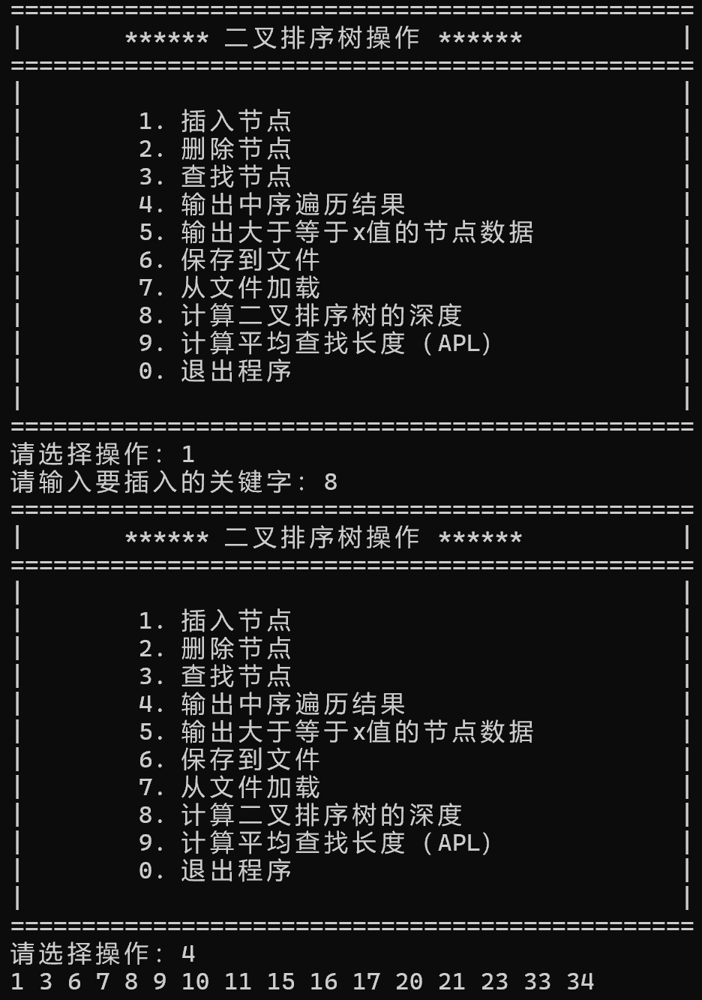 ================================================
|       ****** 二叉排序树操作 ******           |
================================================
|                                              |
|        1. 插入节点                           |
|        2. 删除节点                           |
|        3. 查找节点                           |
|        4. 输出中序遍历结果                   |
|        5. 输出大于等于x值的节点数据          |
|        6. 保存到文件                         |
|        7. 从文件加载                         |
|        8. 计算二叉排序树的深度               |
|        9. 计算平均查找长度（APL）            |
|        0. 退出程序                           |
|                                              |
================================================
请选择操作: 1
请输入要插入的关键字: 8
================================================
|       ****** 二叉排序树操作 ******           |
================================================
|                                              |
|        1. 插入节点                           |
|        2. 删除节点                           |
|        3. 查找节点                           |
|        4. 输出中序遍历结果                   |
|        5. 输出大于等于x值的节点数据          |
|        6. 保存到文件                         |
|        7. 从文件加载                         |
|        8. 计算二叉排序树的深度               |
|        9. 计算平均查找长度（APL）            |
|        0. 退出程序                           |
|                                              |
================================================
请选择操作: 4
1 3 6 7 8 9 10 11 15 16 17 20 21 23 33 34